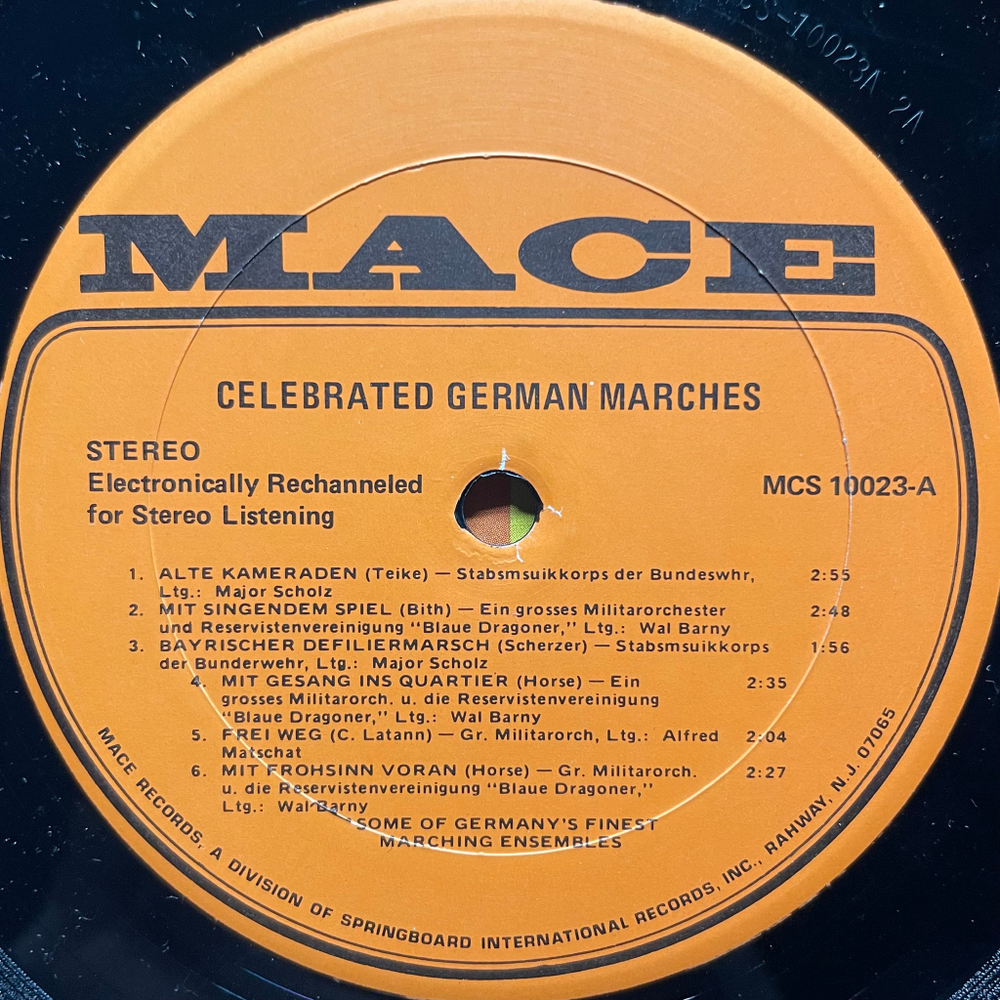 CS-10023A 2A
MACE
CELEBRATED GERMAN MARCHES
STEREO
Electronically Rechanneled
for Stereo Listening
MCS 10023-A
1. ALTE KAMERADEN (Teike) — Stabsmsuikkorps der Bundeswhr, 2:55
Ltg.: Major Scholz
2. MIT SINGENDEM SPIEL (Bith) — Ein grosses Militarorchester 2:48
und Reservistenvereinigung "Blaue Dragoner," Ltg.: Wal Barny
3. BAYRISCHER DEFILIERMARSCH (Scherzer) — Stabsmsuikkorps 1:56
der Bunderwehr, Ltg.: Major Scholz
4. MIT GESANG INS QUARTIER (Horse) — Ein 2:35
grosses Militarorch. u. die Reservistenvereinigung
"Blaue Dragoner," Ltg.: Wal Barny
5. FREI WEG (C. Latann) — Gr. Militarorch, Ltg.: Alfred 2:04
Matschat
6. MIT FROHSINN VORAN (Horse) — Gr. Militarorch. 2:27
u. die Reservistenvereinigung "Blaue Dragoner,"
Ltg.: Wal Barny
SOME OF GERMANY'S FINEST
MARCHING ENSEMBLES
MACE RECORDS, A DIVISION OF SPRINGBOARD INTERNATIONAL RECORDS, INC., RAHWAY, N.J. 07065